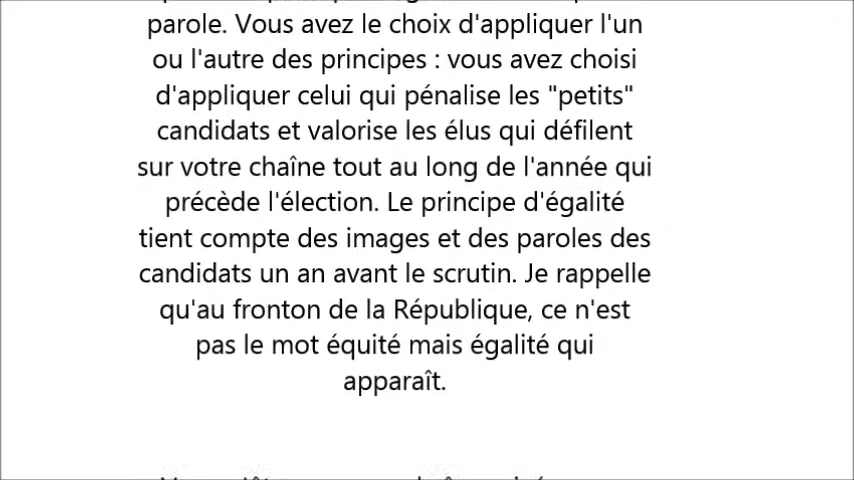 parole. Vous avez le choix d'appliquer l'un
ou l'autre des principes : vous avez choisi
d'appliquer celui qui pénalise les "petits"
candidats et valorise les élus qui défilent
sur votre chaîne tout au long de l'année qui
précède l'élection. Le principe d'égalité
tient compte des images et des paroles des
candidats un an avant le scrutin. Je rappelle
qu'au fronton de la République, ce n'est
pas le mot équité mais égalité qui
apparaît.